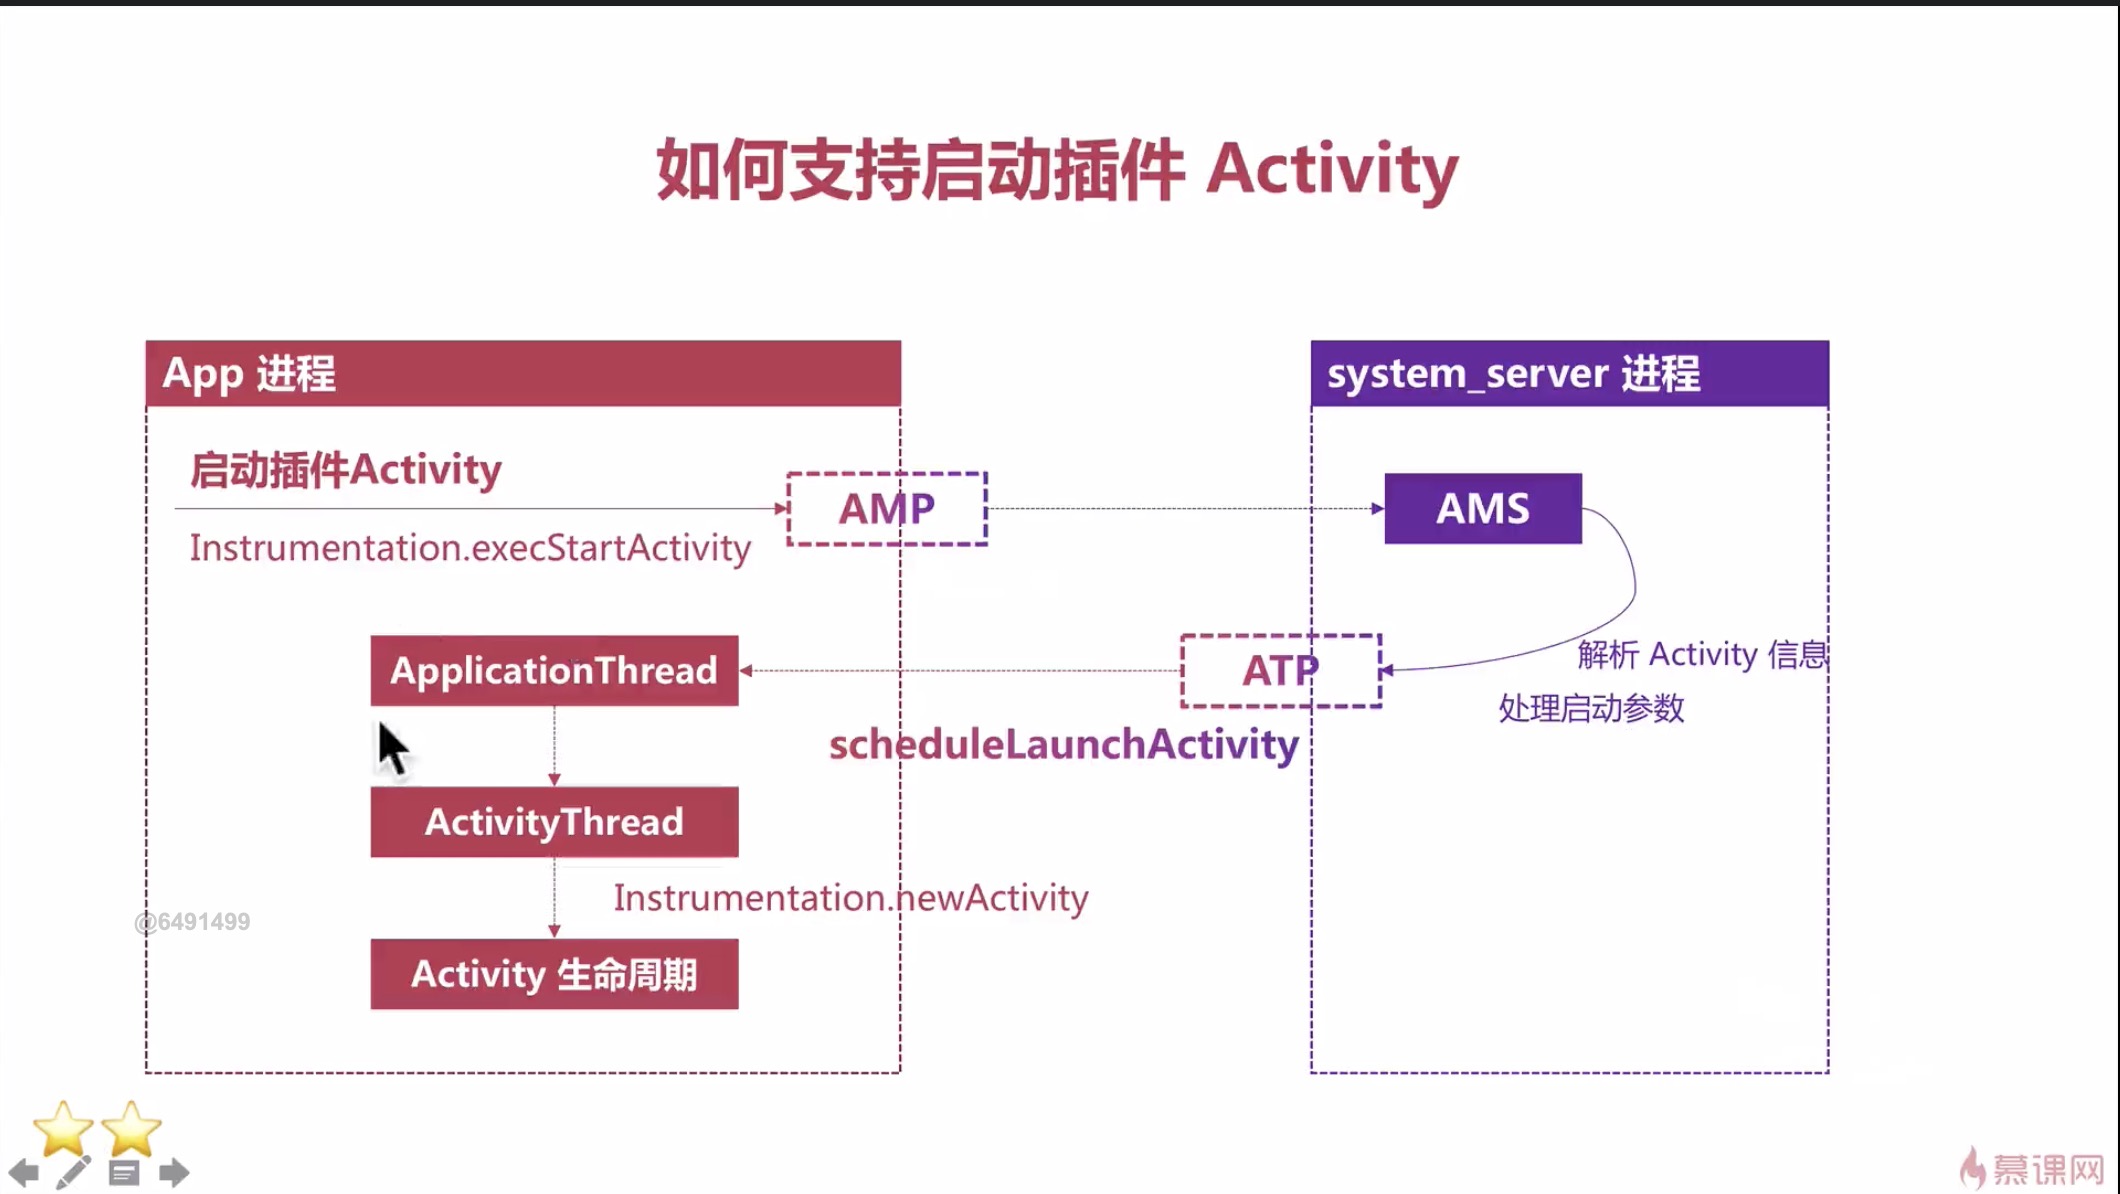 如何支持启动插件 Activity
App 进程
system_server 进程
启动插件Activity
AMP
AMS
Instrumentation.execStartActivity
ApplicationThread
ATP
解析 Activity 信息
处理启动参数
scheduleLaunchActivity
ActivityThread
Instrumentation.newActivity
@6491499
Activity 生命周期
慕课网